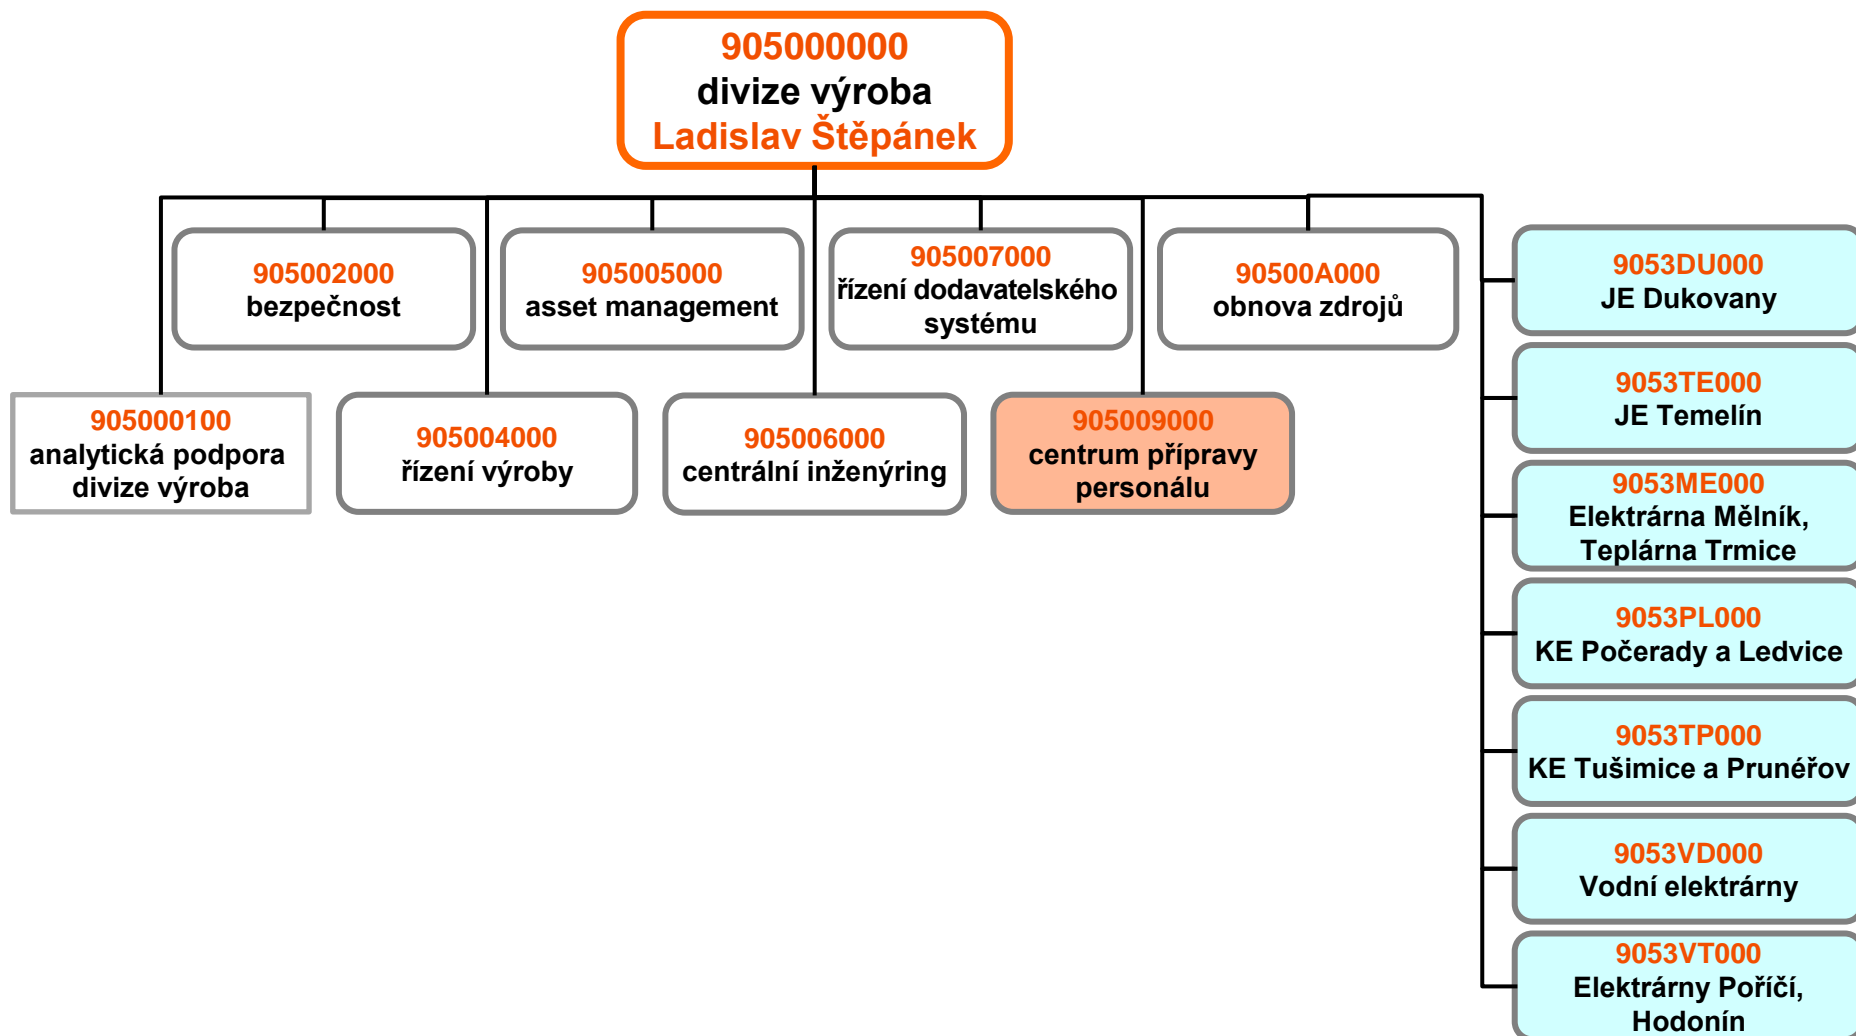 905000000
divize výroba
Ladislav Štěpánek
905002000
bezpečnost
905005000
asset management
905007000
řízení dodavatelského
systému
90500A000
obnova zdrojů
905000100
analytická podpora
divize výroba
905004000
řízení výroby
905006000
centrální inženýring
905009000
centrum přípravy
personálu
9053DU000
JE Dukovany
9053TE000
JE Temelín
9053ME000
Elektrárna Mělník,
Teplárna Trmice
9053PL000
KE Počerady a Ledvice
9053TP000
KE Tušimice a Prunéřov
9053VD000
Vodní elektrárny
9053VT000
Elektrárny Poříčí,
Hodonín